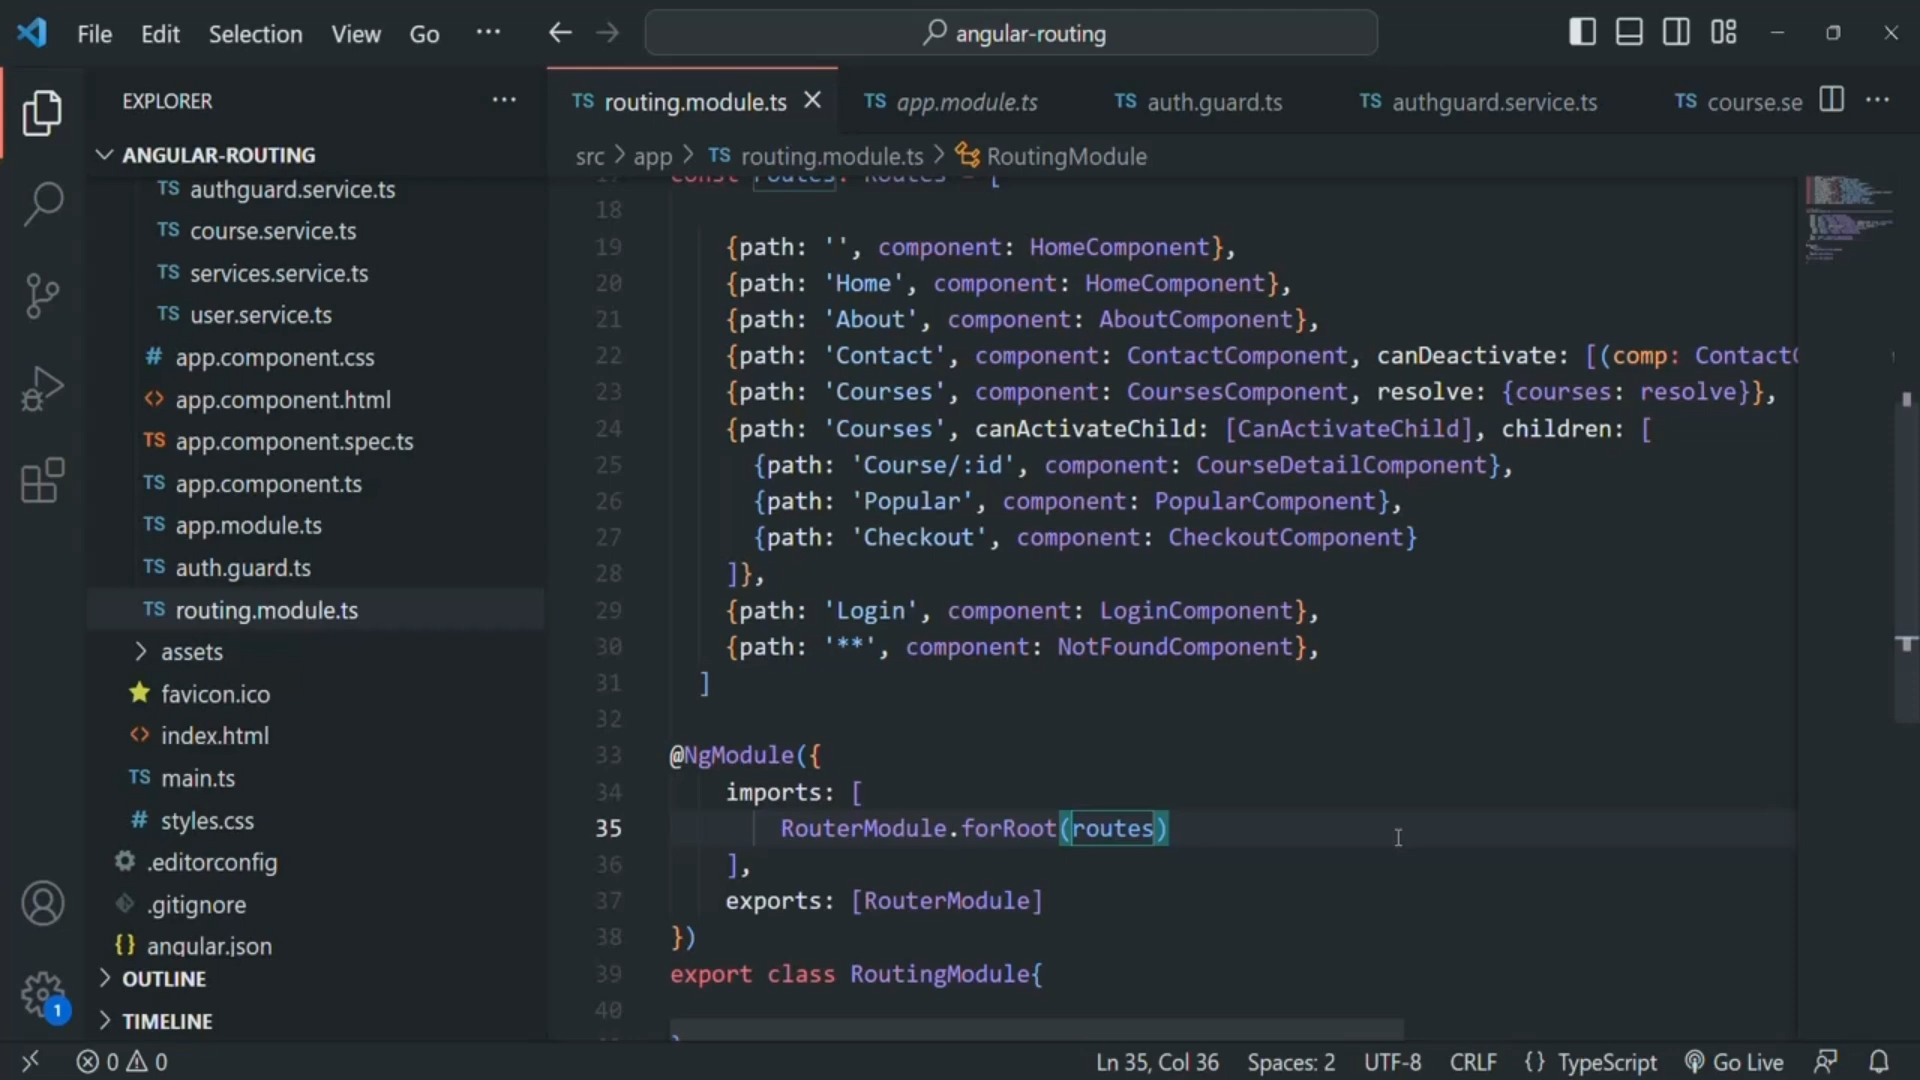 File Edit Selection View Go ··· angular-routing
EXPLORER ···
TS routing.module.ts TS app.module.ts TS auth.guard.ts TS authguard.service.ts TS course.se ···
ANGULAR-ROUTING
src > app > TS routing.module.ts > RoutingModule
TS authguard.service.ts
TS course.service.ts
TS services.service.ts
TS user.service.ts
# app.component.css
<> app.component.html
TS app.component.spec.ts
TS app.component.ts
TS app.module.ts
TS auth.guard.ts
TS routing.module.ts
> assets
favicon.ico
<> index.html
TS main.ts
# styles.css
.editorconfig
.gitignore
{} angular.json
> OUTLINE
> TIMELINE
const routes: Routes = [
18
19 {path: '', component: HomeComponent},
20 {path: 'Home', component: HomeComponent},
21 {path: 'About', component: AboutComponent},
22 {path: 'Contact', component: ContactComponent, canDeactivate: [(comp: Contact
23 {path: 'Courses', component: CoursesComponent, resolve: {courses: resolve}},
24 {path: 'Courses', canActivateChild: [CanActivateChild], children: [
25 {path: 'Course/:id', component: CourseDetailComponent},
26 {path: 'Popular', component: PopularComponent},
27 {path: 'Checkout', component: CheckoutComponent}
28 ]},
29 {path: 'Login', component: LoginComponent},
30 {path: '**', component: NotFoundComponent},
31 ]
32
33 @NgModule({
34 imports: [
35 RouterModule.forRoot(routes)
36 ],
37 exports: [RouterModule]
38 })
39 export class RoutingModule{
40
1
0 0 Ln 35, Col 36 Spaces: 2 UTF-8 CRLF {} TypeScript Go Live